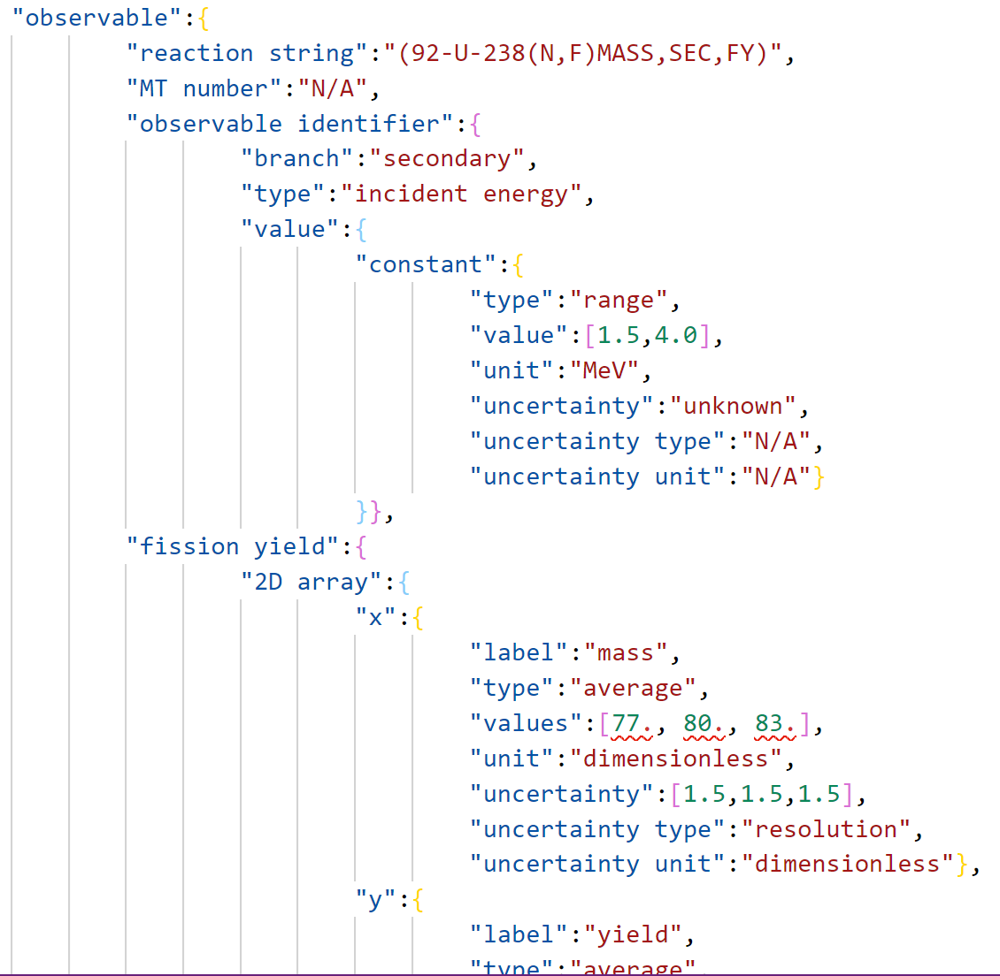 "observable":{
"reaction string":"(92-U-238(N,F)MASS,SEC,FY)",
"MT number":"N/A",
"observable identifier":{
"branch":"secondary",
"type":"incident energy",
"value":{
"constant":{
"type":"range",
"value":[1.5,4.0],
"unit":"MeV",
"uncertainty":"unknown",
"uncertainty type":"N/A",
"uncertainty unit":"N/A"}
}},
"fission yield":{
"2D array":{
"x":{
"label":"mass",
"type":"average",
"values":[77., 80., 83.],
"unit":"dimensionless",
"uncertainty":[1.5,1.5,1.5],
"uncertainty type":"resolution",
"uncertainty unit":"dimensionless"},
"y":{
"label":"yield",
"type":"average",